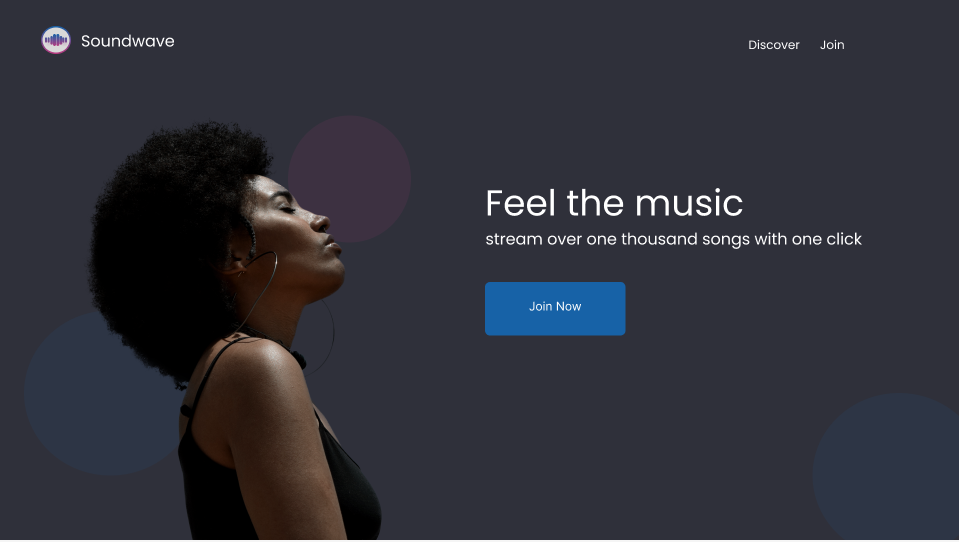 Soundwave
Discover Join
Feel the music
stream over one thousand songs with one click
Join Now